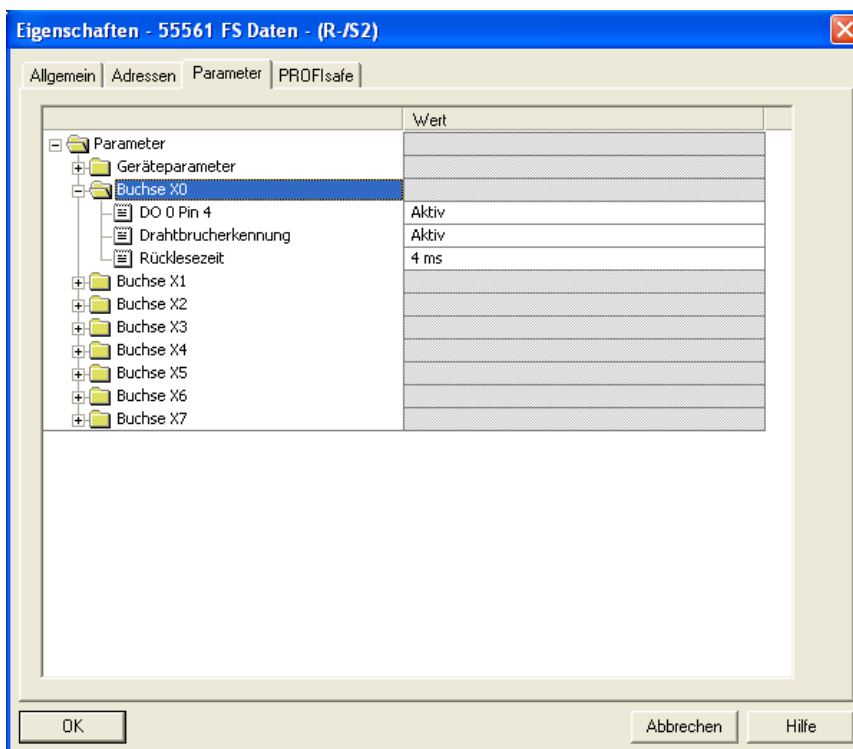 Eigenschaften - 55561 FS Daten - (R-/S2)
Allgemein Adressen Parameter PROFIsafe
Wert
Parameter
Geräteparameter
Buchse X0
DO 0 Pin 4 Aktiv
Drahtbrucherkennung Aktiv
Rücklesezeit 4 ms
Buchse X1
Buchse X2
Buchse X3
Buchse X4
Buchse X5
Buchse X6
Buchse X7
OK Abbrechen Hilfe